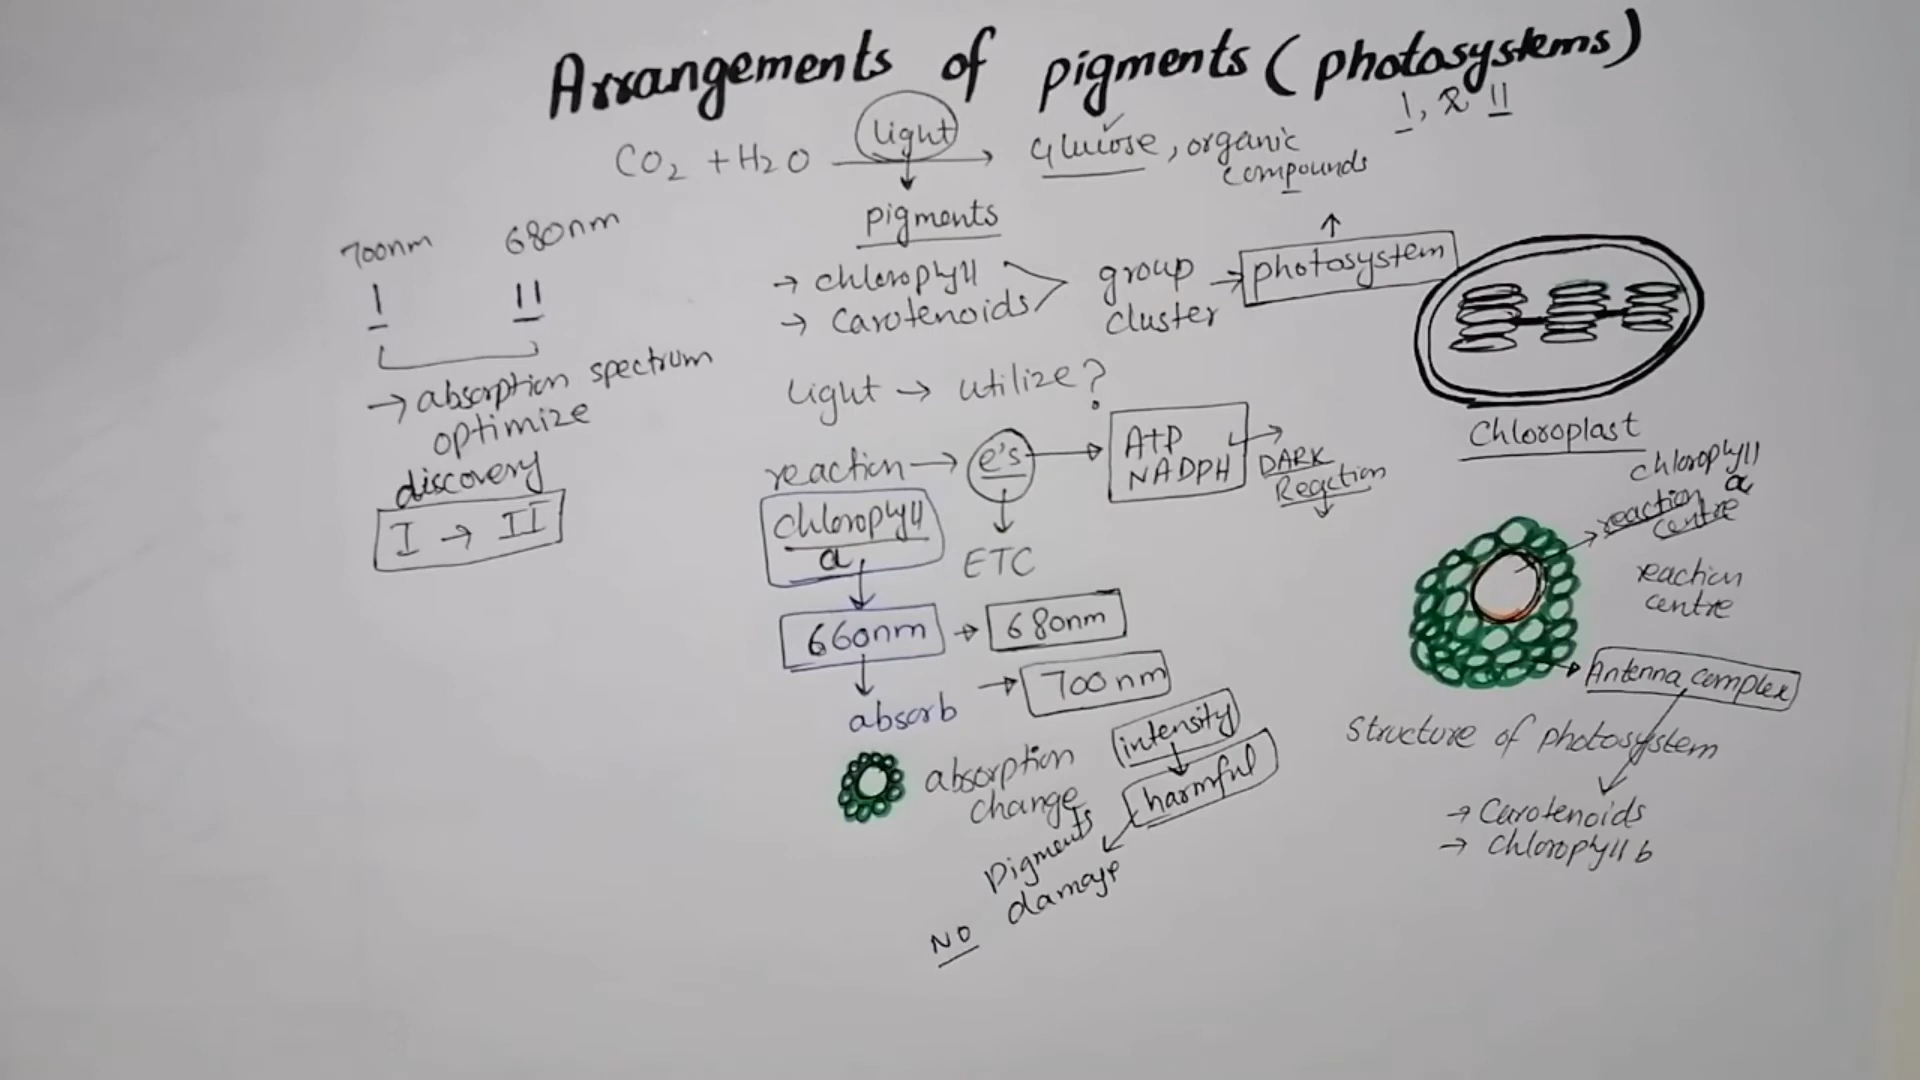 Arrangements of pigments (photosystems)
I, & II
CO2 + H2O light → Glucose, organic
compounds
pigments
700nm 680nm
I II
→ absorption spectrum
optimize
discovery
I → II
→ chlorophyll
→ Carotenoids
group
cluster
→ photosystem
Light → utilize?
reaction → e's → ATP
NADPH
DARK
Reaction
ETC
chlorophyll
a
660nm → 680nm
→ 700nm
absorb
absorption
change
intensity
harmful
pigments
damage
NO
Chloroplast
chlorophyll
a
reaction
centre
reaction
centre
Antenna complex
Structure of photosystem
→ Carotenoids
→ Chlorophyll b